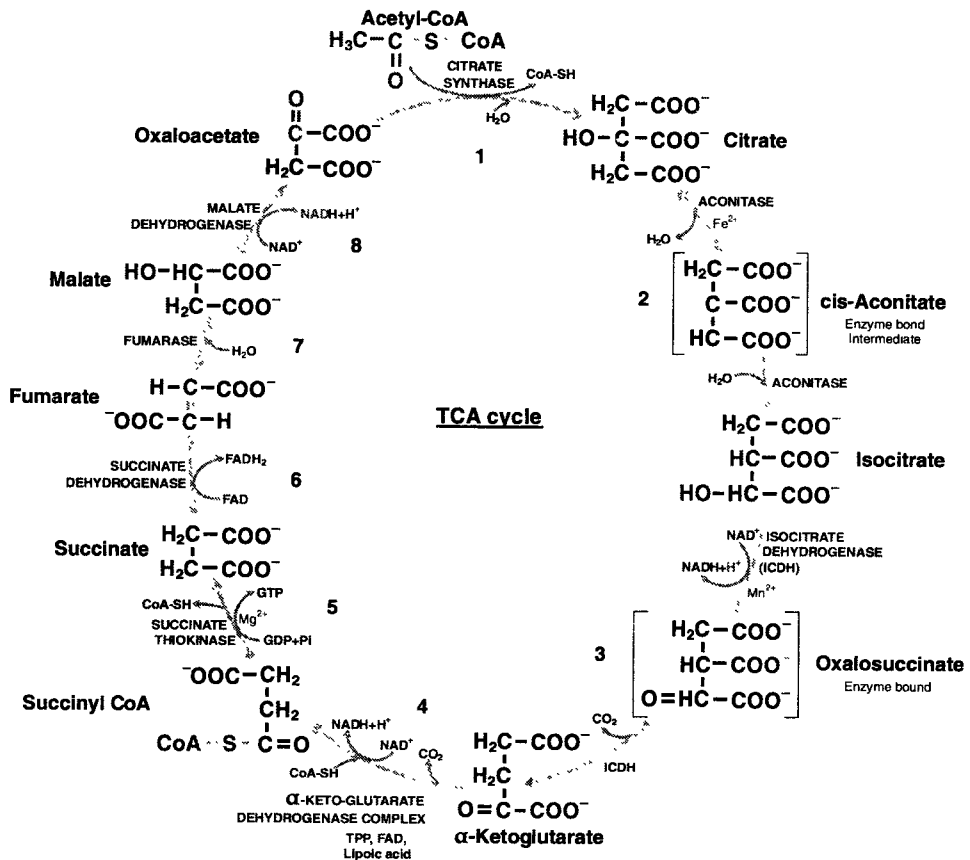 Acetyl-CoA
H₃C–C–S–CoA
O
CITRATE
SYNTHASE
CoA-SH
H₂O
1
O
C–COO⁻
H₂C–COO⁻
Oxaloacetate
H₂C–COO⁻
HO–C–COO⁻
H₂C–COO⁻
Citrate
ACONITASE
Fe²⁺
H₂O
2
H₂C–COO⁻
C–COO⁻
HC–COO⁻
cis-Aconitate
Enzyme bond
Intermediate
H₂O
ACONITASE
H₂C–COO⁻
HC–COO⁻
HO–HC–COO⁻
Isocitrate
NAD⁺
ISOCITRATE
DEHYDROGENASE
(ICDH)
NADH+H⁺
Mn²⁺
3
H₂C–COO⁻
HC–COO⁻
O=HC–COO⁻
Oxalosuccinate
Enzyme bound
CO₂
ICDH
H₂C–COO⁻
H₂C
O=C–COO⁻
α-Ketoglutarate
4
NADH+H⁺
NAD⁺
CO₂
CoA-SH
α-KETO-GLUTARATE
DEHYDROGENASE COMPLEX
TPP, FAD,
Lipoic acid
⁻OOC–CH₂
CH₂
CoA–S–C=O
Succinyl CoA
5
GTP
CoA-SH
Mg²⁺
SUCCINATE
THIOKINASE
GDP+Pi
H₂C–COO⁻
H₂C–COO⁻
Succinate
6
SUCCINATE
DEHYDROGENASE
FADH₂
FAD
H–C–COO⁻
⁻OOC–C–H
Fumarate
7
FUMARASE
H₂O
HO–HC–COO⁻
H₂C–COO⁻
Malate
8
MALATE
DEHYDROGENASE
NADH+H⁺
NAD⁺
TCA cycle